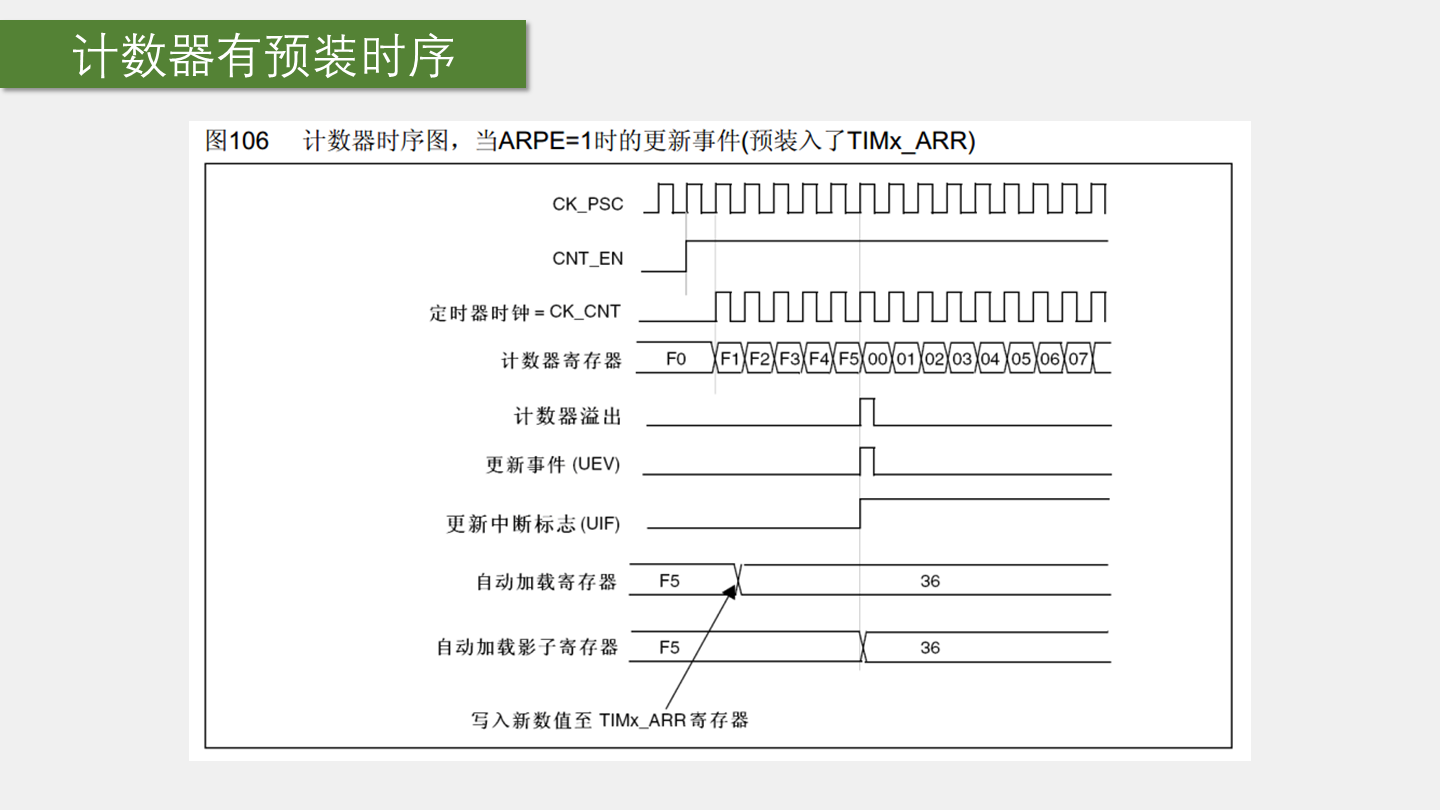 计数器有预装时序
图106 计数器时序图，当ARPE=1时的更新事件(预装入了TIMx_ARR)
CK_PSC
CNT_EN
定时器时钟 = CK_CNT
计数器寄存器 F0 F1 F2 F3 F4 F5 00 01 02 03 04 05 06 07
计数器溢出
更新事件 (UEV)
更新中断标志 (UIF)
自动加载寄存器 F5 36
自动加载影子寄存器 F5 36
写入新数值至 TIMx_ARR 寄存器